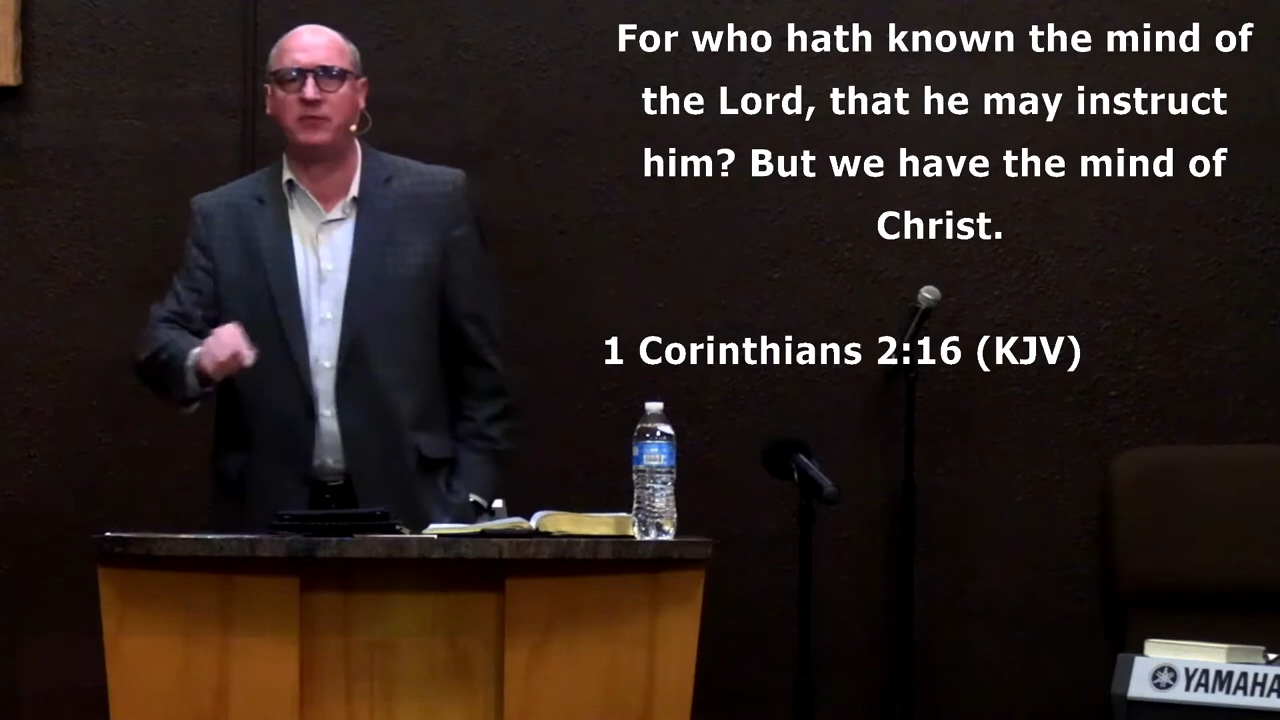 For who hath known the mind of
the Lord, that he may instruct
him? But we have the mind of
Christ.
1 Corinthians 2:16 (KJV)
YAMAHA